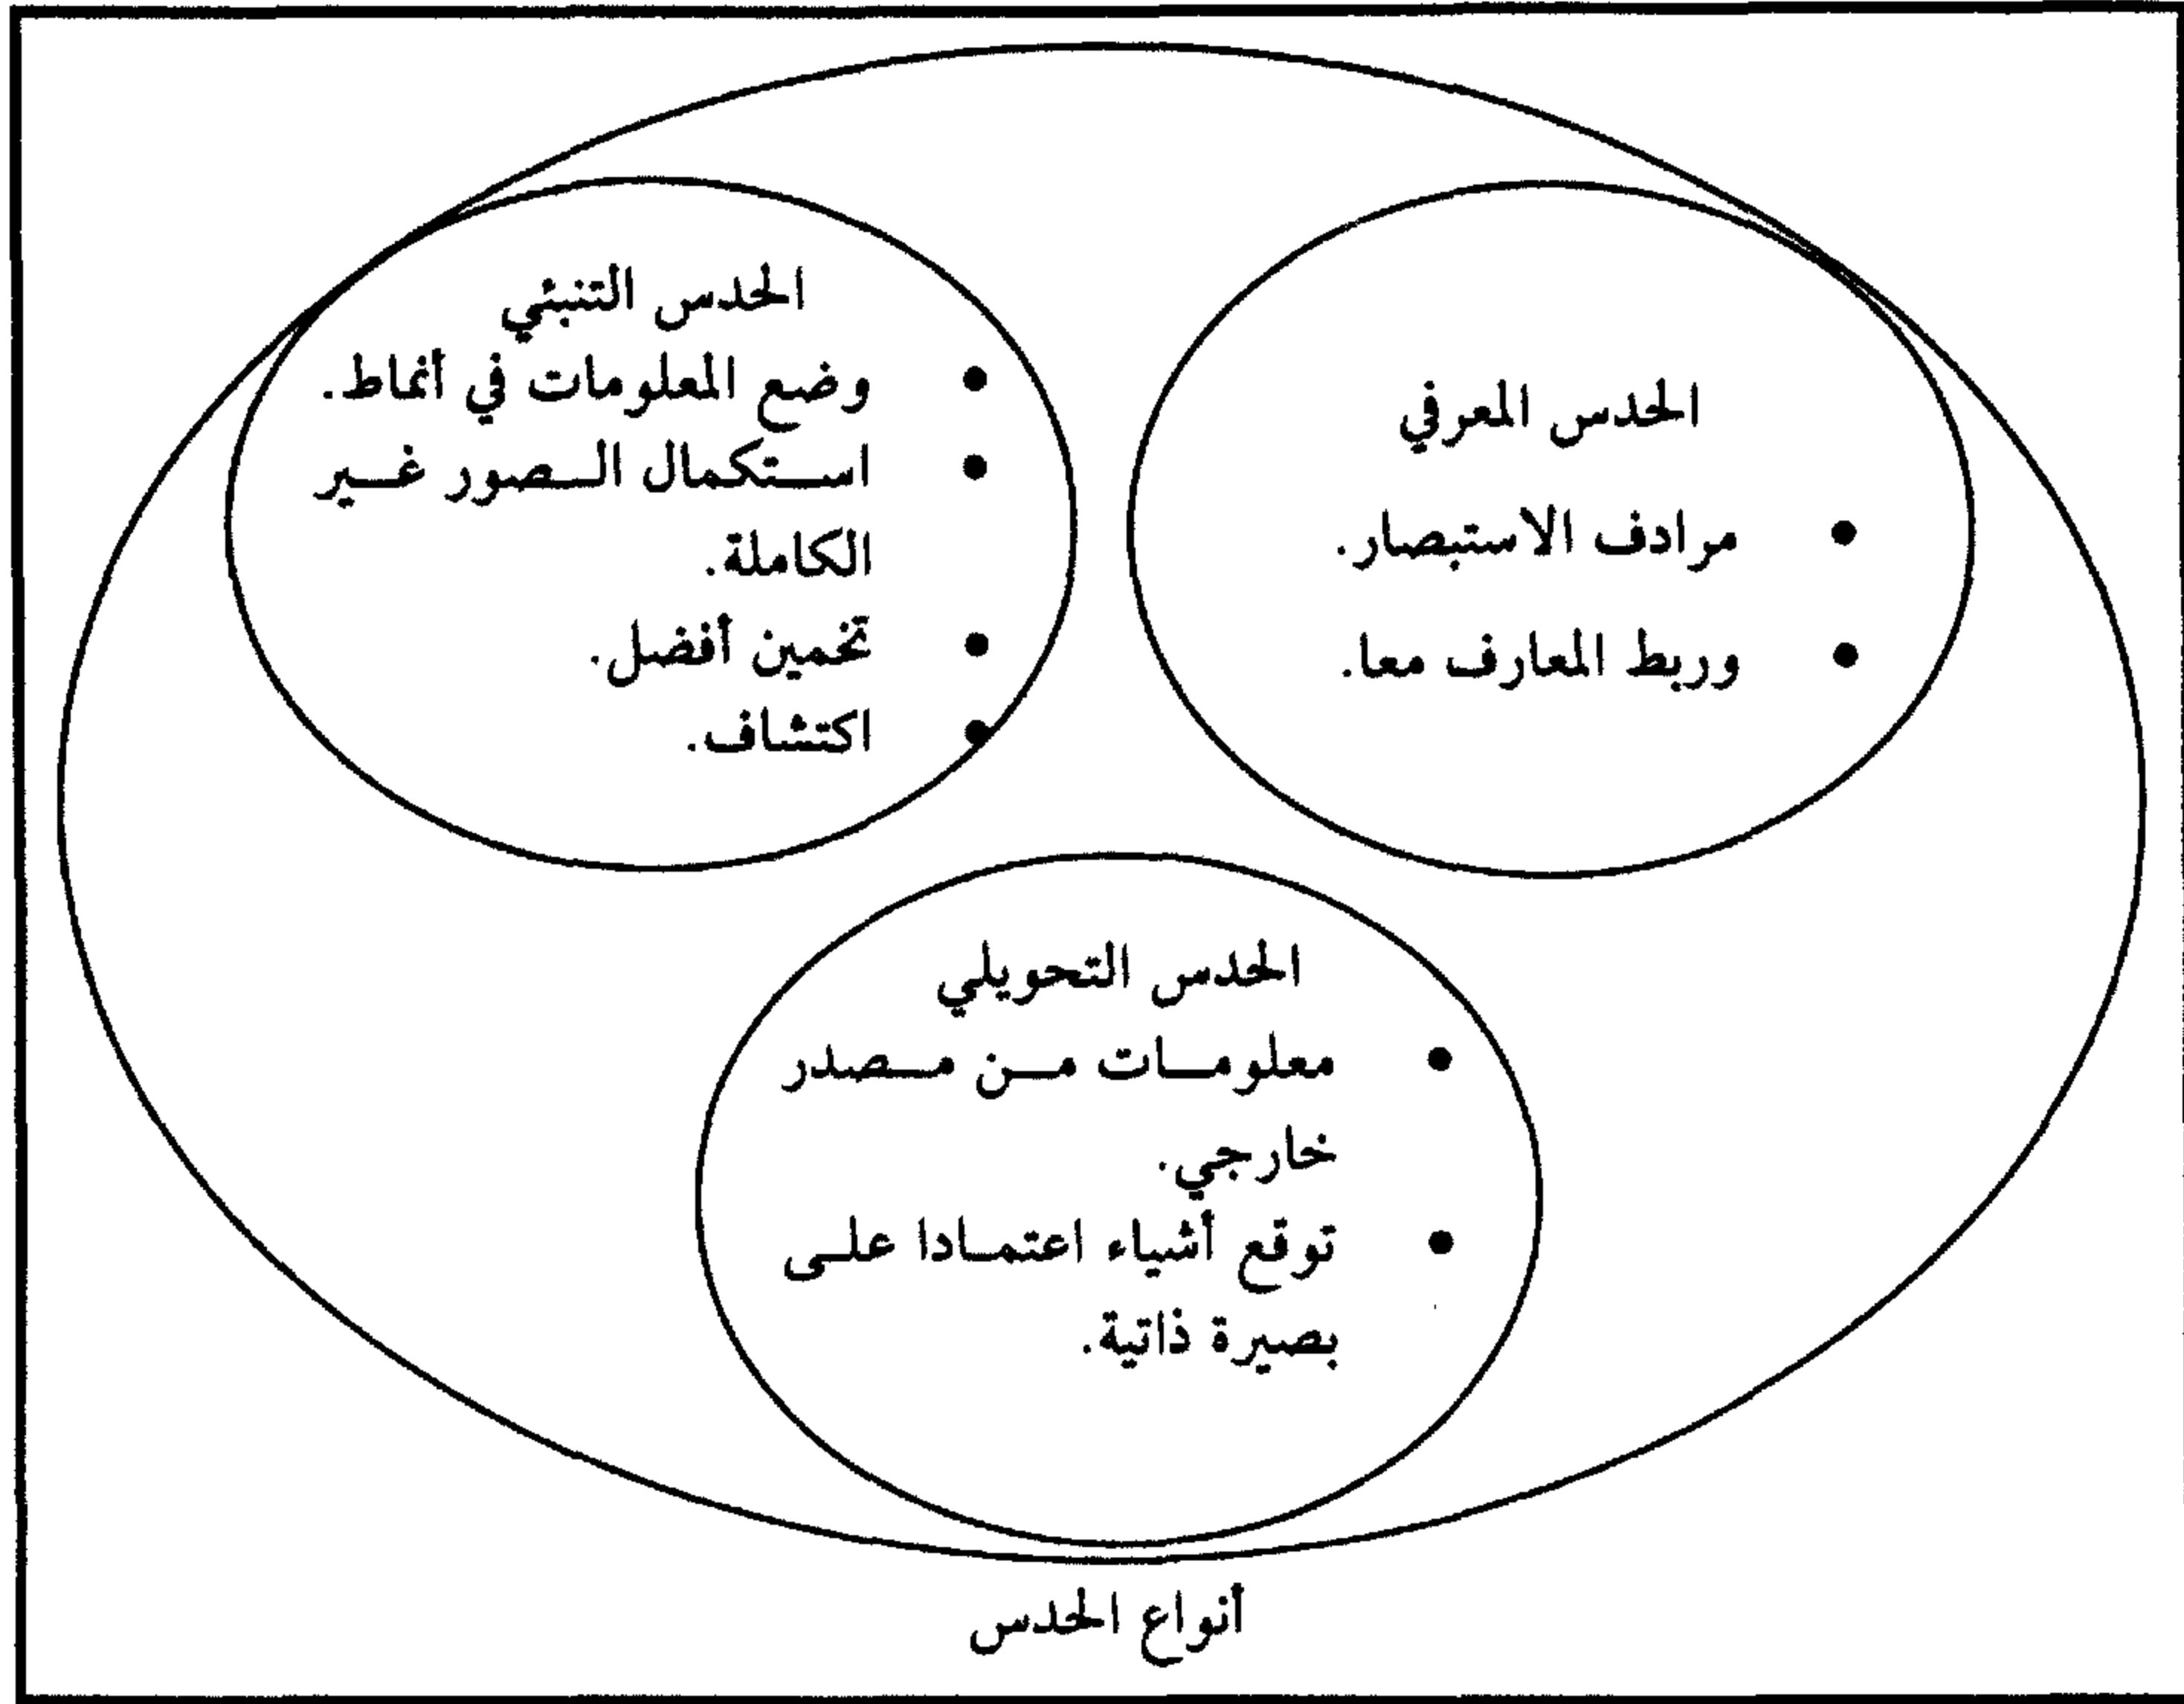 الحدس المعرفي
• مرادف الاستبصار.
• وربط المعارف معا.
الحدس التنبئي
• وضع المعلومات في أنماط.
• استكمال الصور غير
الكاملة.
• تخمين أفضل.
• اكتشاف.
الحدس التحويلي
• معلومات من مصدر
خارجي.
• توقع أشياء اعتمادا على
بصيرة ذاتية.
أنواع الحدس